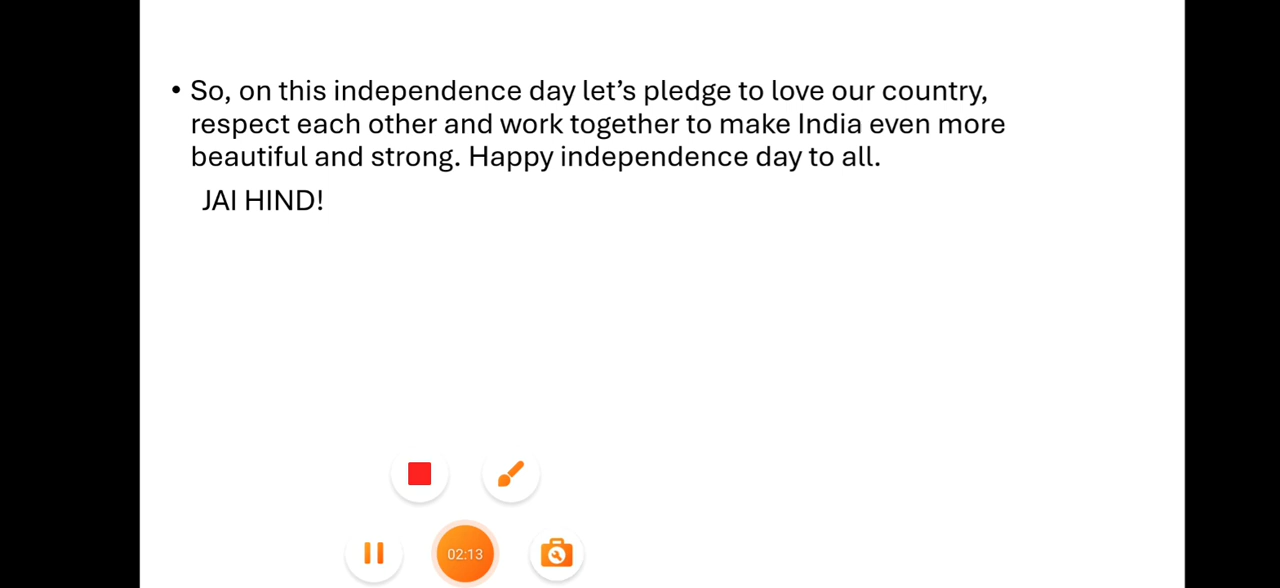 • So, on this independence day let’s pledge to love our country,
respect each other and work together to make India even more
beautiful and strong. Happy independence day to all.
JAI HIND!
02:13